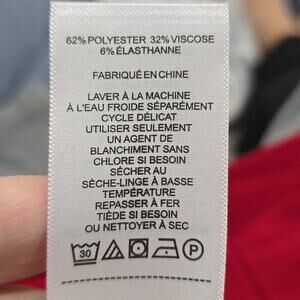 62% POLYESTER 32% VISCOSE
6% ÉLASTHANNE
FABRIQUÉ EN CHINE
LAVER À LA MACHINE
À L'EAU FROIDE SÉPARÉMENT
CYCLE DÉLICAT
UTILISER SEULEMENT
UN AGENT DE
BLANCHIMENT SANS
CHLORE SI BESOIN
SÉCHER AU
SÈCHE-LINGE À BASSE
TEMPÉRATURE
REPASSER À FER
TIÈDE SI BESOIN
OU NETTOYER À SEC
30 P